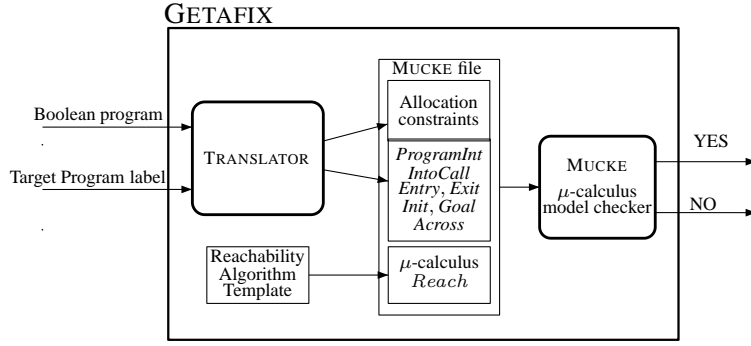 GETAFIX
MUCKE file
Boolean program
Target Program label
TRANSLATOR
Allocation
constraints
ProgramInt
IntoCall
Entry, Exit
Init, Goal
Across
Reachability
Algorithm
Template
μ-calculus
Reach
MUCKE
μ-calculus
model checker
YES
NO